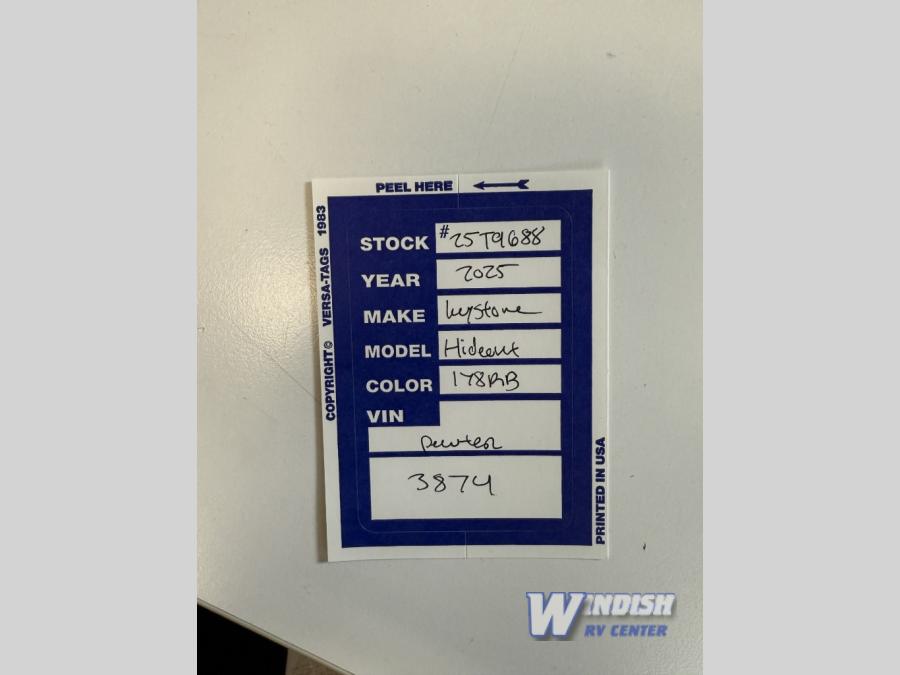 PEEL HERE
COPYRIGHT© VERSA-TAGS 1983
STOCK #25T9688
YEAR 2025
MAKE keystone
MODEL Hideout
COLOR 178RB
VIN
pewter
3874
PRINTED IN USA
WINDISH
RV CENTER